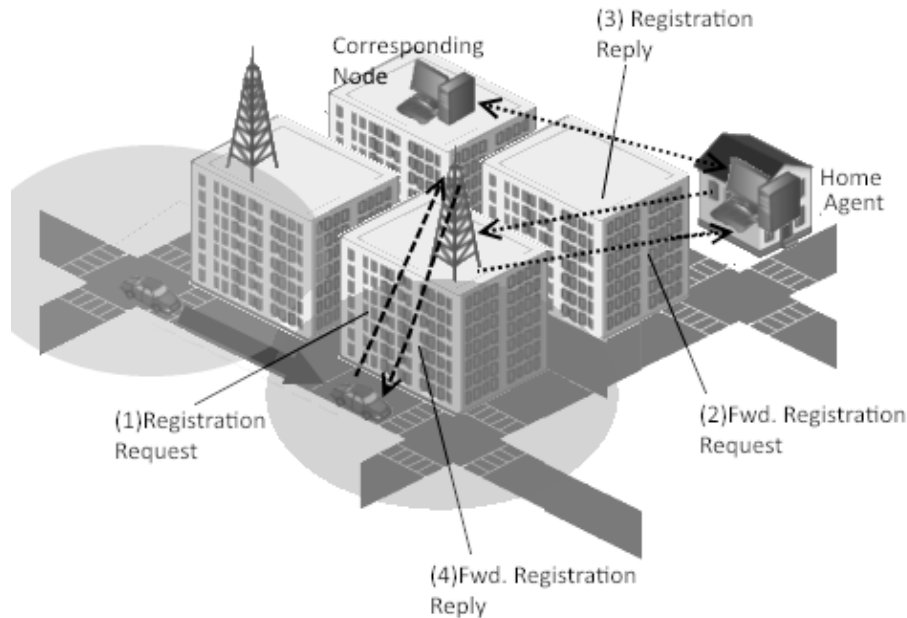 (3) Registration
Reply
Corresponding
Node
Home
Agent
(1)Registration
Request
(2)Fwd. Registration
Request
(4)Fwd. Registration
Reply